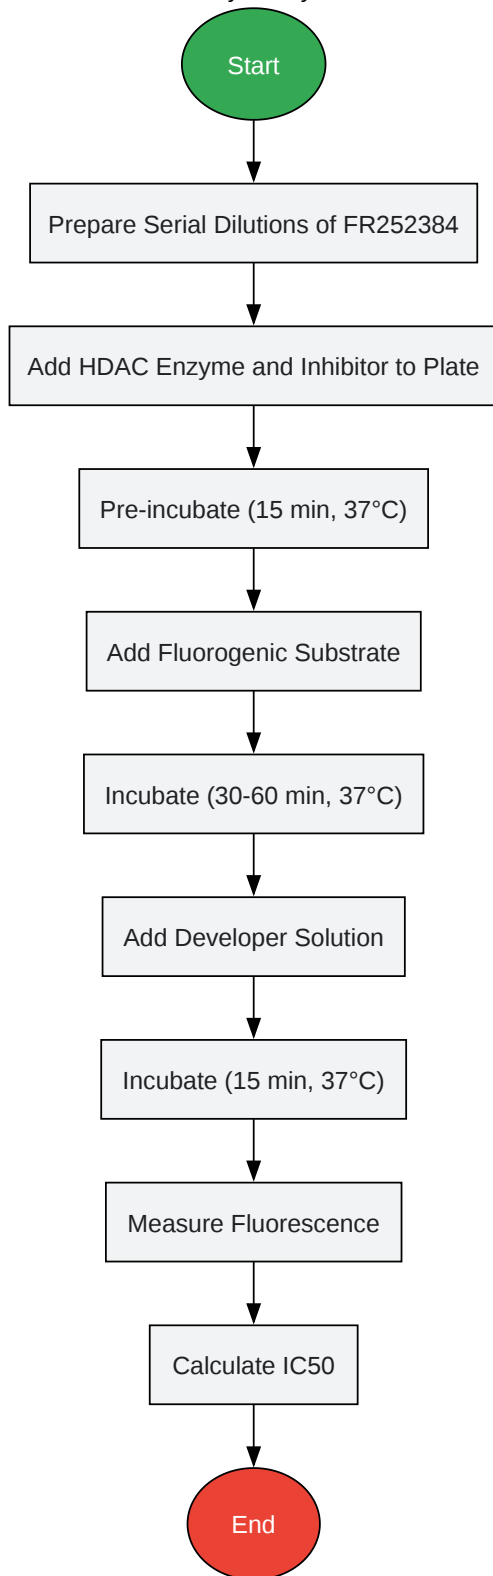 Start
Prepare Serial Dilutions of FR252384
Add HDAC Enzyme and Inhibitor to Plate
Pre-incubate (15 min, 37°C)
Add Fluorogenic Substrate
Incubate (30-60 min, 37°C)
Add Developer Solution
Incubate (15 min, 37°C)
Measure Fluorescence
Calculate IC50
End